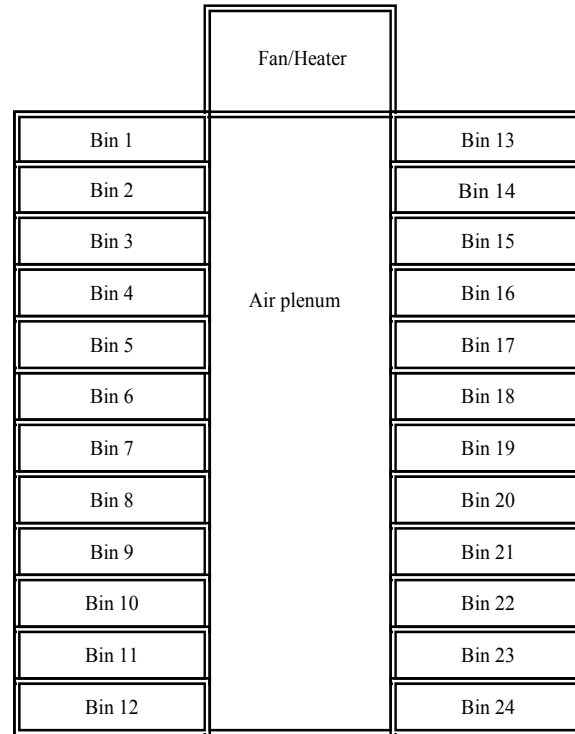 Fan/Heater
Bin 1
Bin 13
Bin 2
Bin 14
Bin 3
Bin 15
Bin 4
Air plenum
Bin 16
Bin 5
Bin 17
Bin 6
Bin 18
Bin 7
Bin 19
Bin 8
Bin 20
Bin 9
Bin 21
Bin 10
Bin 22
Bin 11
Bin 23
Bin 12
Bin 24